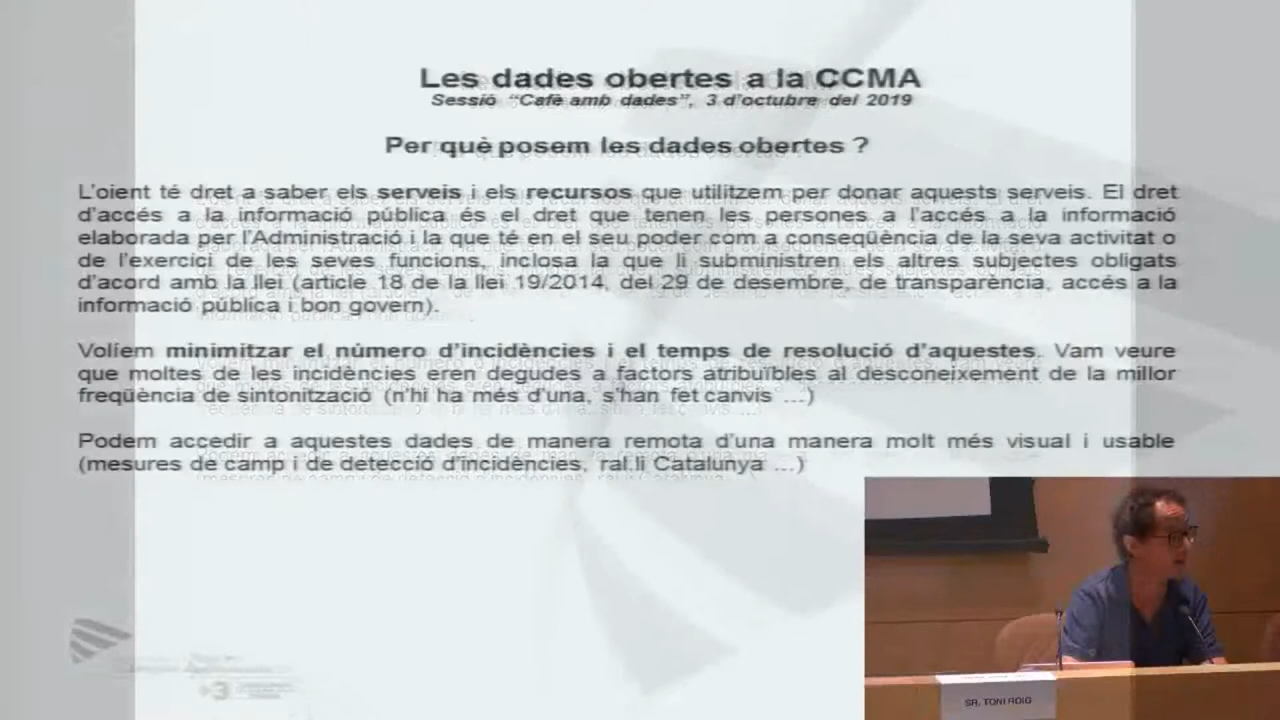 Les dades obertes a la CCMA
Sessió “Cafè amb dades”, 3 d’octubre del 2019
Per què posem les dades obertes ?
L’oient té dret a saber els serveis i els recursos que utilitzem per donar aquests serveis. El dret
d’accés a la informació pública és el dret que tenen les persones a l’accés a la informació
elaborada per l’Administració i la que té en el seu poder com a conseqüència de la seva activitat o
de l’exercici de les seves funcions, inclosa la que li subministren els altres subjectes obligats
d’acord amb la llei (article 18 de la llei 19/2014, del 29 de desembre, de transparència, accés a la
informació pública i bon govern).
Volíem minimitzar el número d’incidències i el temps de resolució d’aquestes. Vam veure
que moltes de les incidències eren degudes a factors atribuïbles al desconeixement de la millor
freqüència de sintonització (n’hi ha més d’una, s’han fet canvis ...)
Podem accedir a aquestes dades de manera remota d’una manera molt més visual i usable
(mesures de camp i de detecció d’incidències, ral.li Catalunya ...)
SR. TONI ROIG